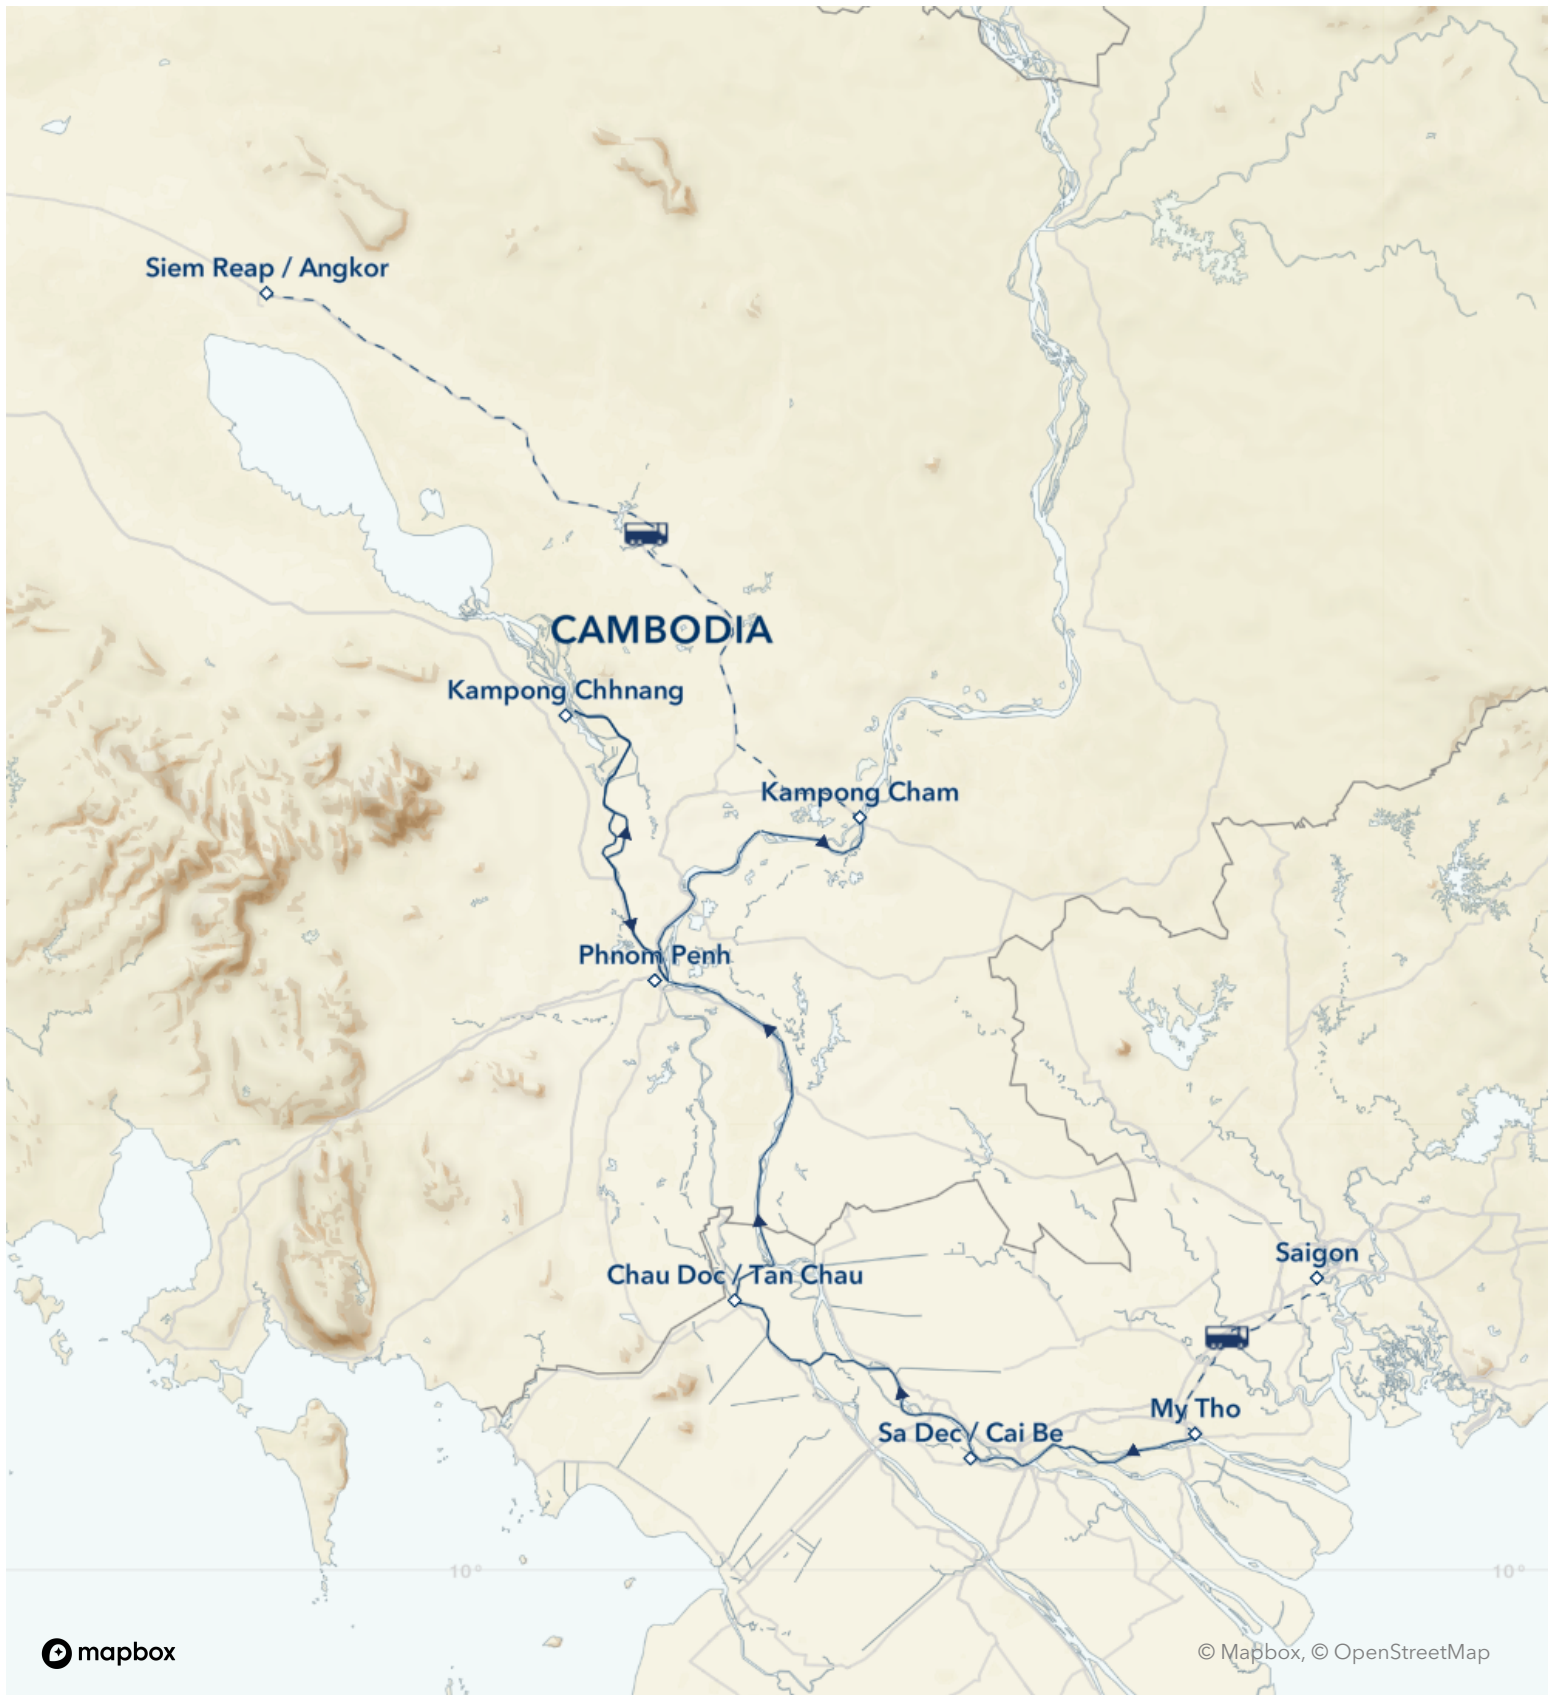 Siem Reap / Angkor
CAMBODIA
Kampong Chhnang
Kampong Cham
Phnom Penh
Saigon
Chau Doc / Tan Chau
My Tho
Sa Dec / Cai Be
10°
10°
mapbox
© Mapbox, © OpenStreetMap